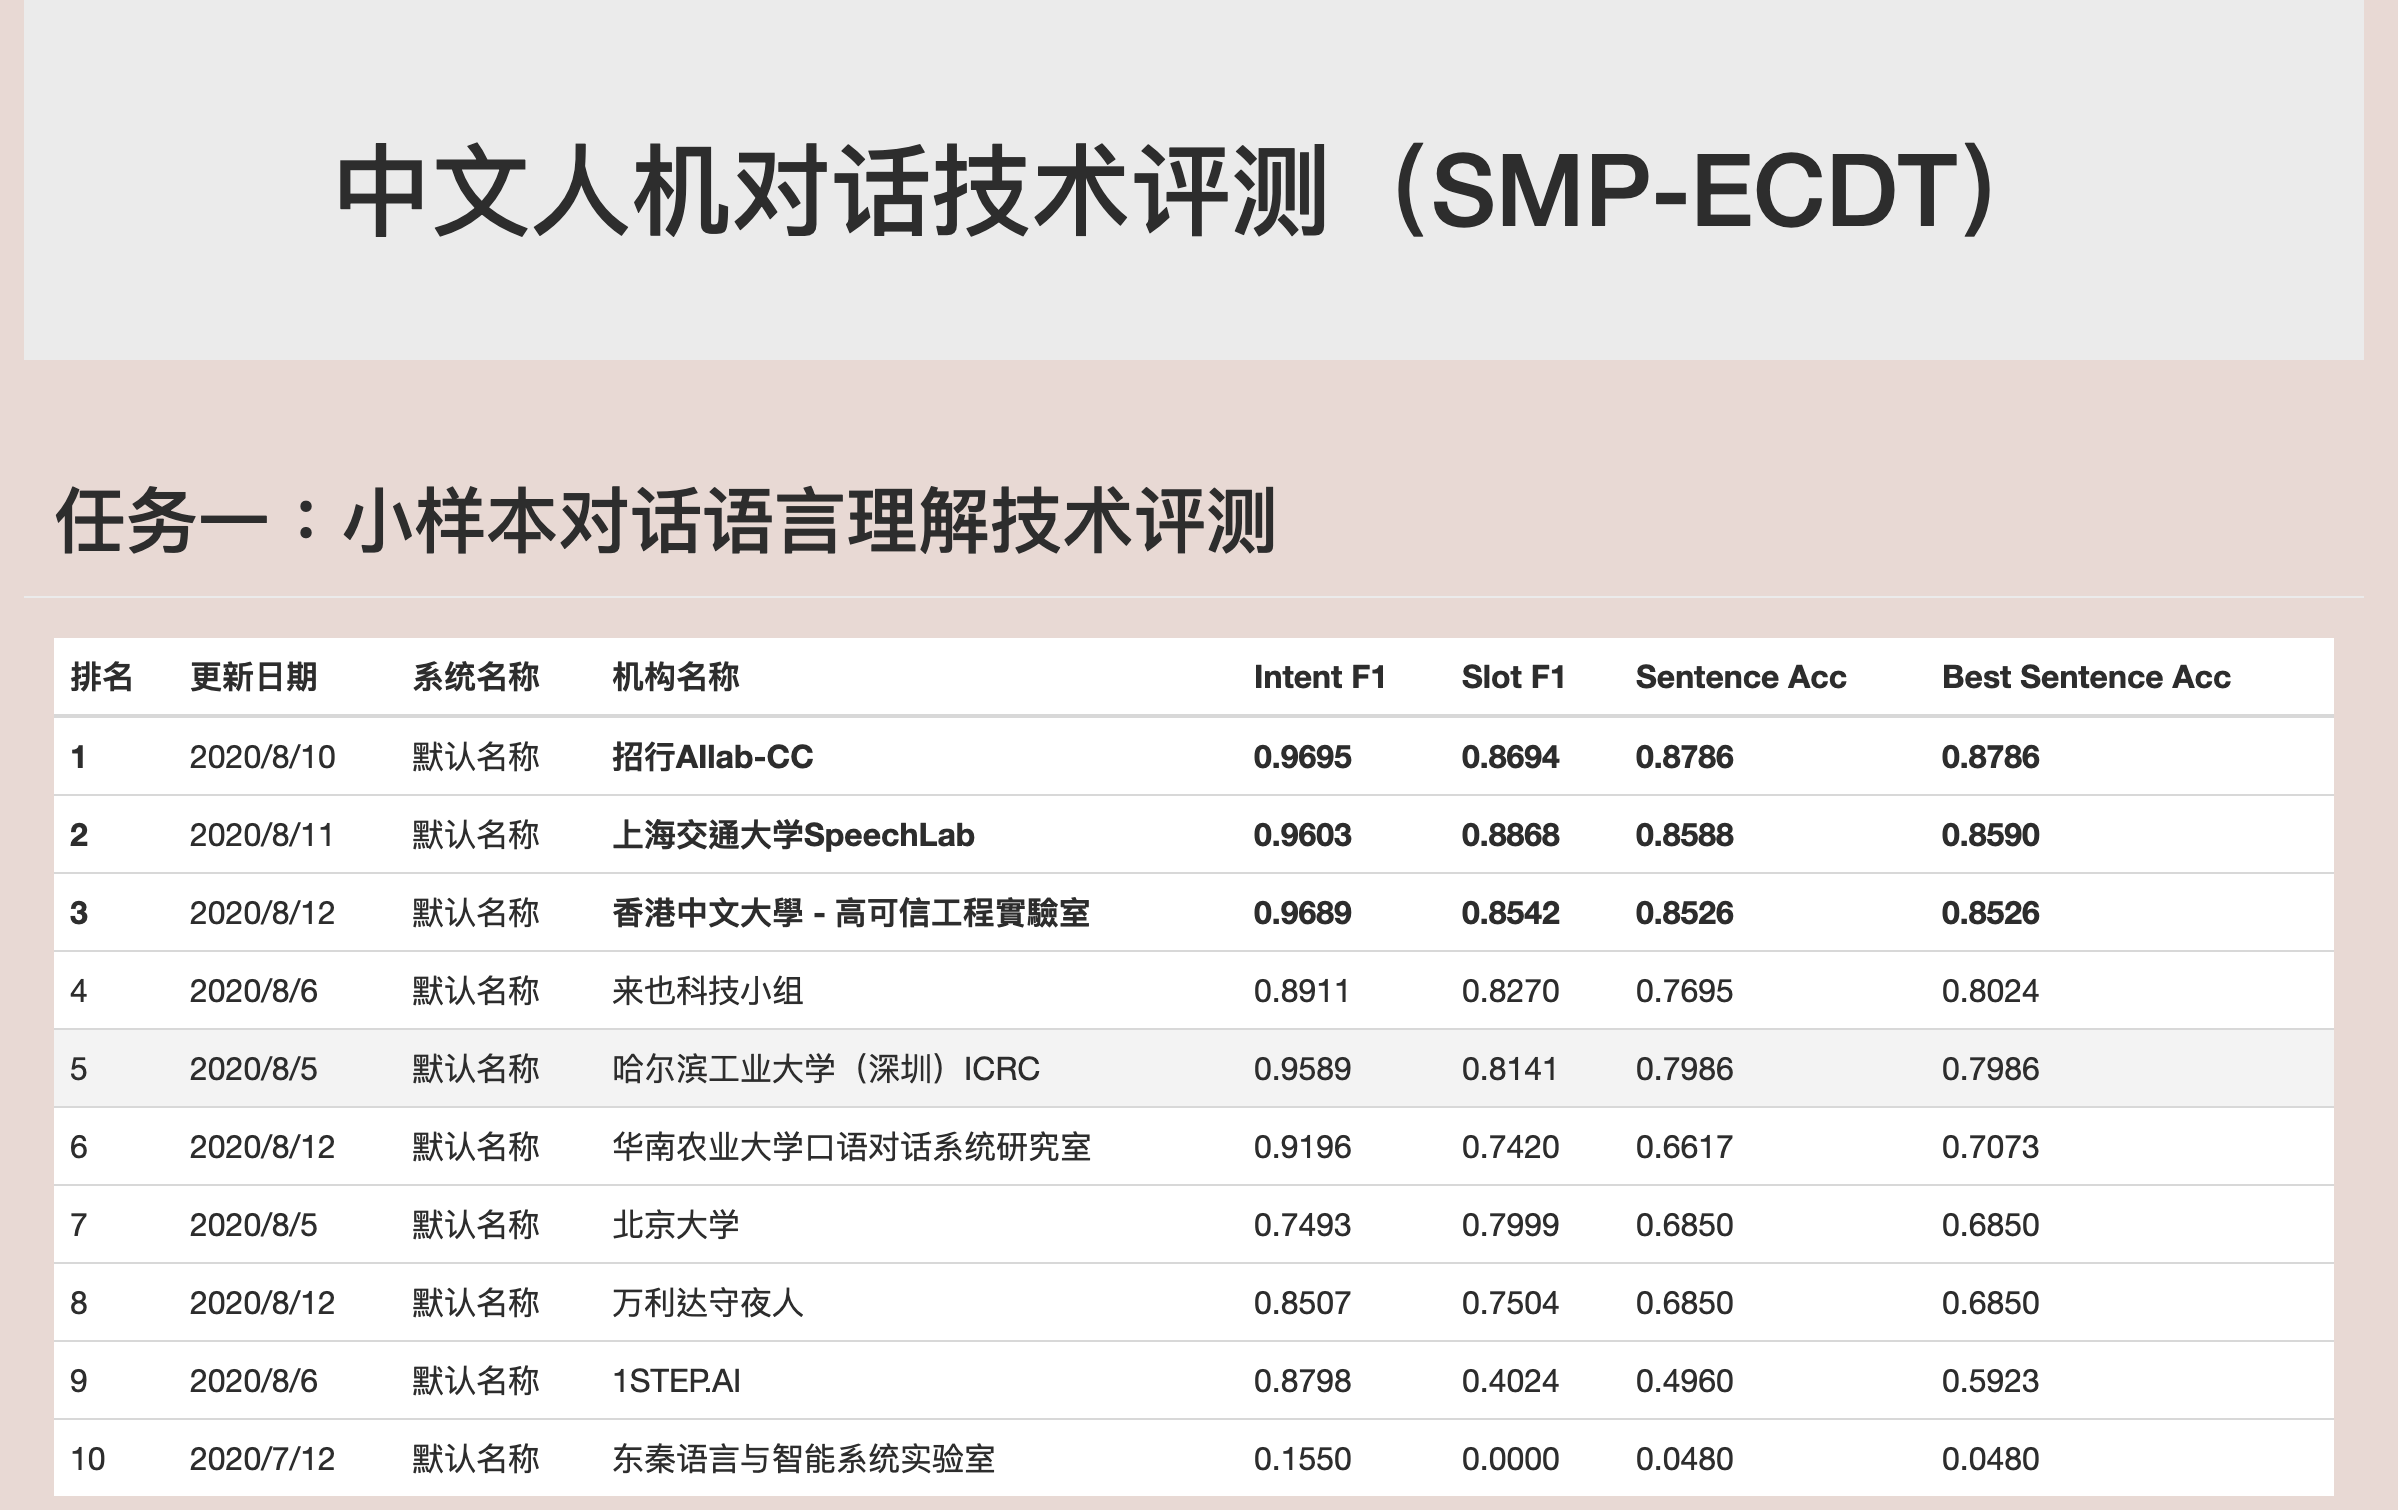 中文人机对话技术评测（SMP-ECDT）
任务一：小样本对话语言理解技术评测
排名 更新日期 系统名称 机构名称 Intent F1 Slot F1 Sentence Acc Best Sentence Acc
1 2020/8/10 默认名称 招行AIlab-CC 0.9695 0.8694 0.8786 0.8786
2 2020/8/11 默认名称 上海交通大学SpeechLab 0.9603 0.8868 0.8588 0.8590
3 2020/8/12 默认名称 香港中文大學 - 高可信工程實驗室 0.9689 0.8542 0.8526 0.8526
4 2020/8/6 默认名称 来也科技小组 0.8911 0.8270 0.7695 0.8024
5 2020/8/5 默认名称 哈尔滨工业大学（深圳）ICRC 0.9589 0.8141 0.7986 0.7986
6 2020/8/12 默认名称 华南农业大学口语对话系统研究室 0.9196 0.7420 0.6617 0.7073
7 2020/8/5 默认名称 北京大学 0.7493 0.7999 0.6850 0.6850
8 2020/8/12 默认名称 万利达守夜人 0.8507 0.7504 0.6850 0.6850
9 2020/8/6 默认名称 1STEP.AI 0.8798 0.4024 0.4960 0.5923
10 2020/7/12 默认名称 东秦语言与智能系统实验室 0.1550 0.0000 0.0480 0.0480